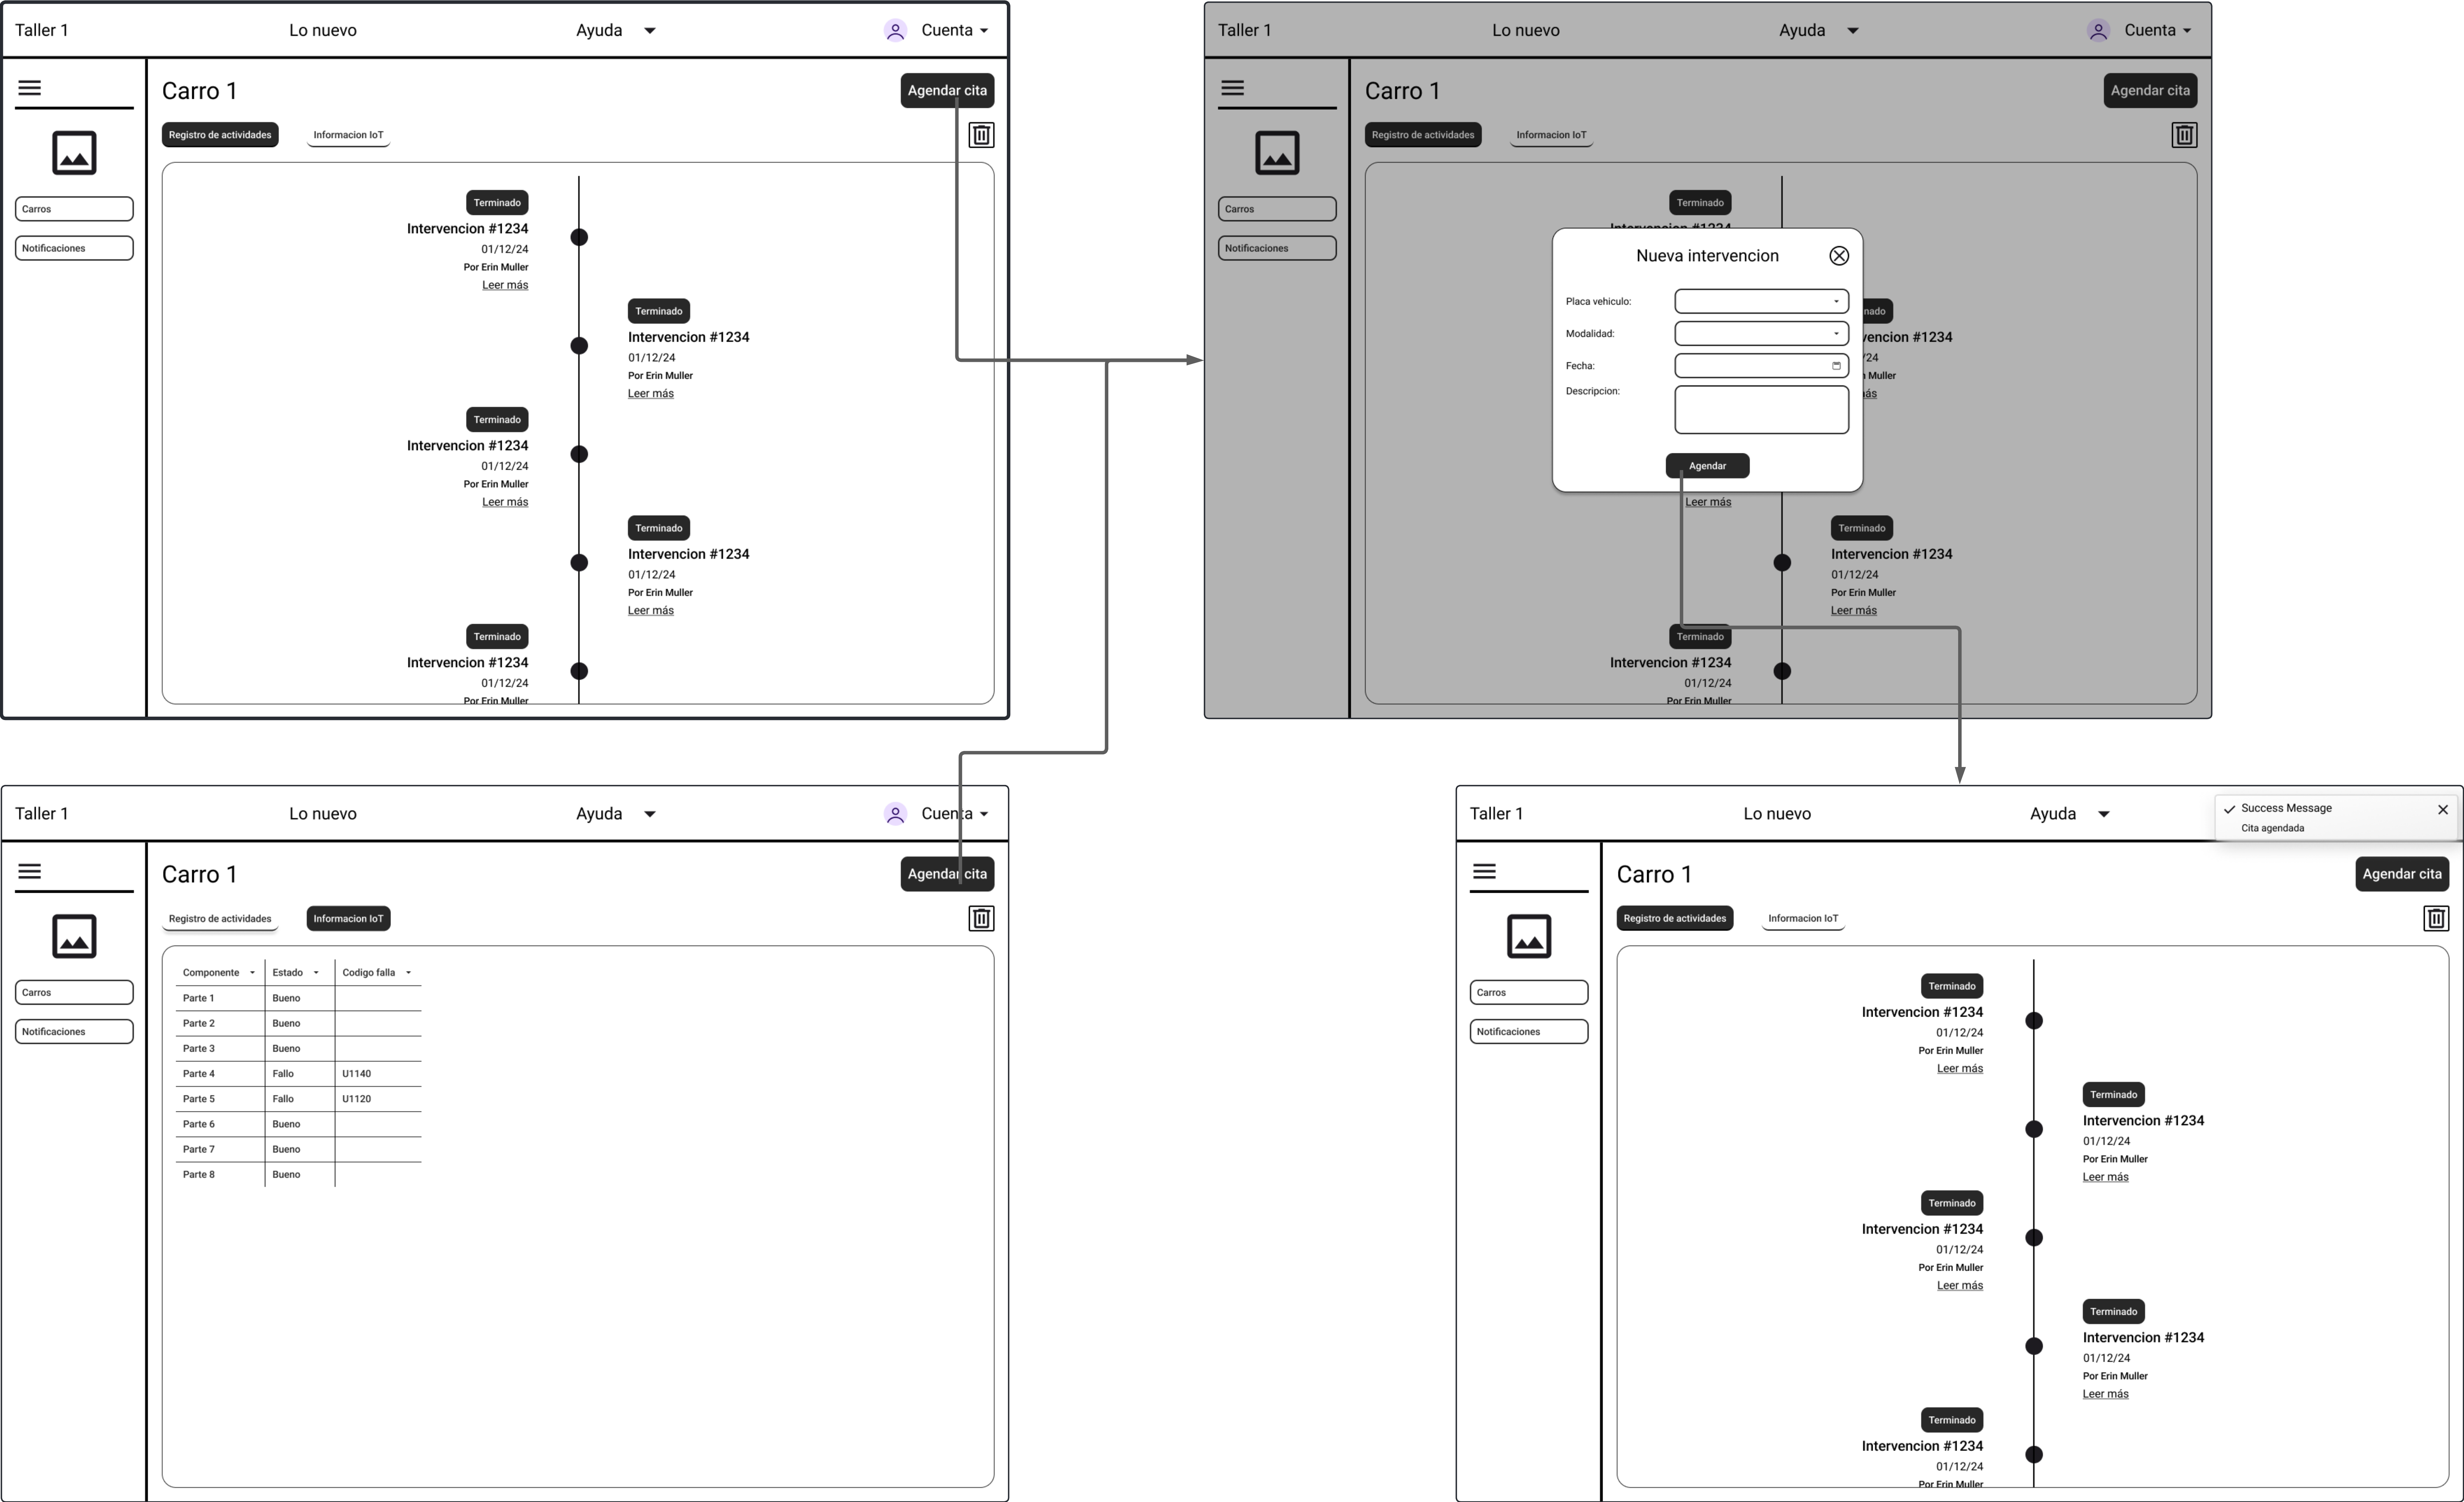 Taller 1
Lo nuevo
Ayuda
Cuenta
Carro 1
Agendar cita
Registro de actividades
Informacion IoT
Carros
Notificaciones
Terminado
Intervencion #1234
01/12/24
Por Erin Muller
Leer más
Terminado
Intervencion #1234
01/12/24
Por Erin Muller
Leer más
Terminado
Intervencion #1234
01/12/24
Por Erin Muller
Leer más
Terminado
Intervencion #1234
01/12/24
Por Erin Muller
Leer más
Terminado
Intervencion #1234
01/12/24
Por Erin Muller
Taller 1
Lo nuevo
Ayuda
Cuenta
Carro 1
Agendar cita
Registro de actividades
Informacion IoT
Carros
Notificaciones
Terminado
Intervencion #1234
Nueva intervencion
Placa vehiculo:
Modalidad:
Fecha:
Descripcion:
Agendar
nado
vencion #1234
/24
Muller
ás
Leer más
Terminado
Intervencion #1234
01/12/24
Por Erin Muller
Leer más
Terminado
Intervencion #1234
01/12/24
Por Erin Muller
Taller 1
Lo nuevo
Ayuda
Cuenta
Carro 1
Agendar cita
Registro de actividades
Informacion IoT
Carros
Notificaciones
Componente Estado Codigo falla
Parte 1 Bueno
Parte 2 Bueno
Parte 3 Bueno
Parte 4 Fallo U1140
Parte 5 Fallo U1120
Parte 6 Bueno
Parte 7 Bueno
Parte 8 Bueno
Taller 1
Lo nuevo
Ayuda
Success Message
Cita agendada
Carro 1
Agendar cita
Registro de actividades
Informacion IoT
Carros
Notificaciones
Terminado
Intervencion #1234
01/12/24
Por Erin Muller
Leer más
Terminado
Intervencion #1234
01/12/24
Por Erin Muller
Leer más
Terminado
Intervencion #1234
01/12/24
Por Erin Muller
Leer más
Terminado
Intervencion #1234
01/12/24
Por Erin Muller
Leer más
Terminado
Intervencion #1234
01/12/24
Por Erin Muller